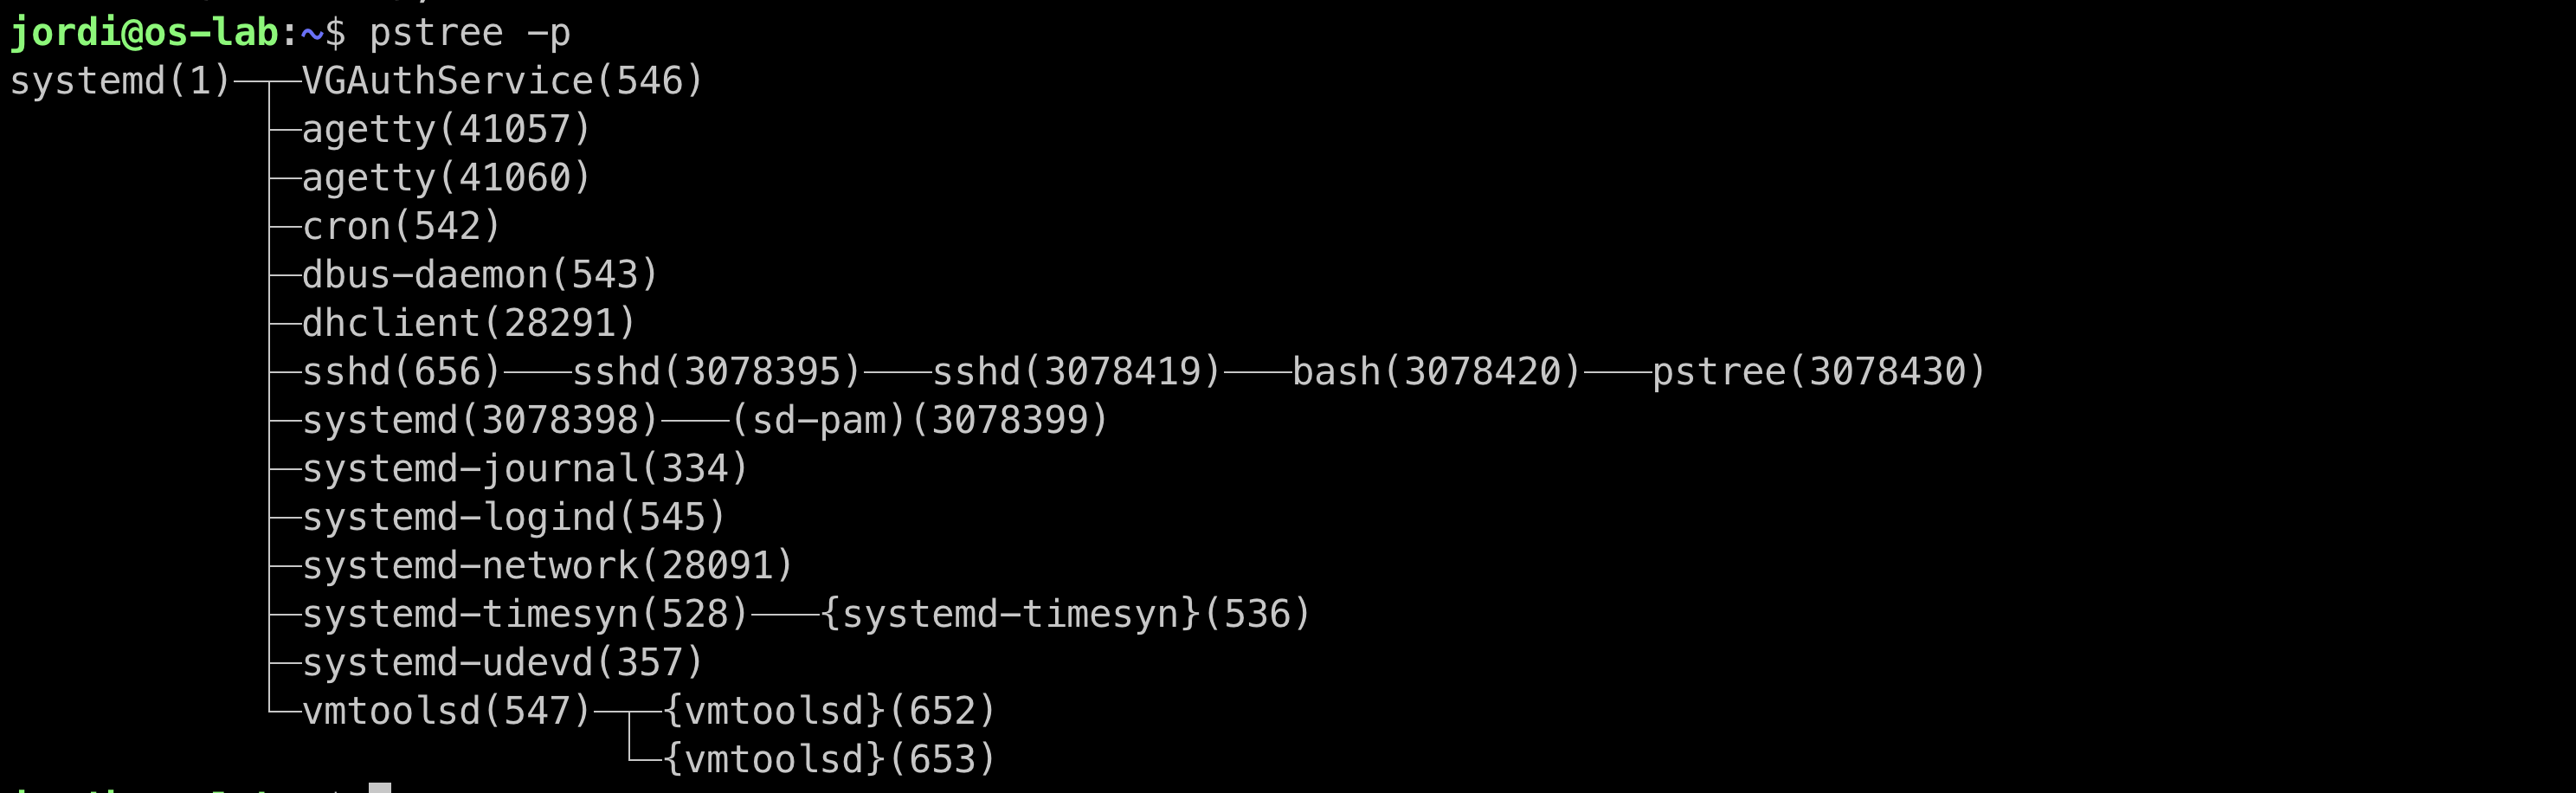 jordi@os-lab:~$ pstree -p
systemd(1)─┬─VGAuthService(546)
           ├─agetty(41057)
           ├─agetty(41060)
           ├─cron(542)
           ├─dbus-daemon(543)
           ├─dhclient(28291)
           ├─sshd(656)───sshd(3078395)───sshd(3078419)───bash(3078420)───pstree(3078430)
           ├─systemd(3078398)───(sd-pam)(3078399)
           ├─systemd-journal(334)
           ├─systemd-logind(545)
           ├─systemd-network(28091)
           ├─systemd-timesyn(528)───{systemd-timesyn}(536)
           ├─systemd-udevd(357)
           └─vmtoolsd(547)─┬─{vmtoolsd}(652)
                           └─{vmtoolsd}(653)